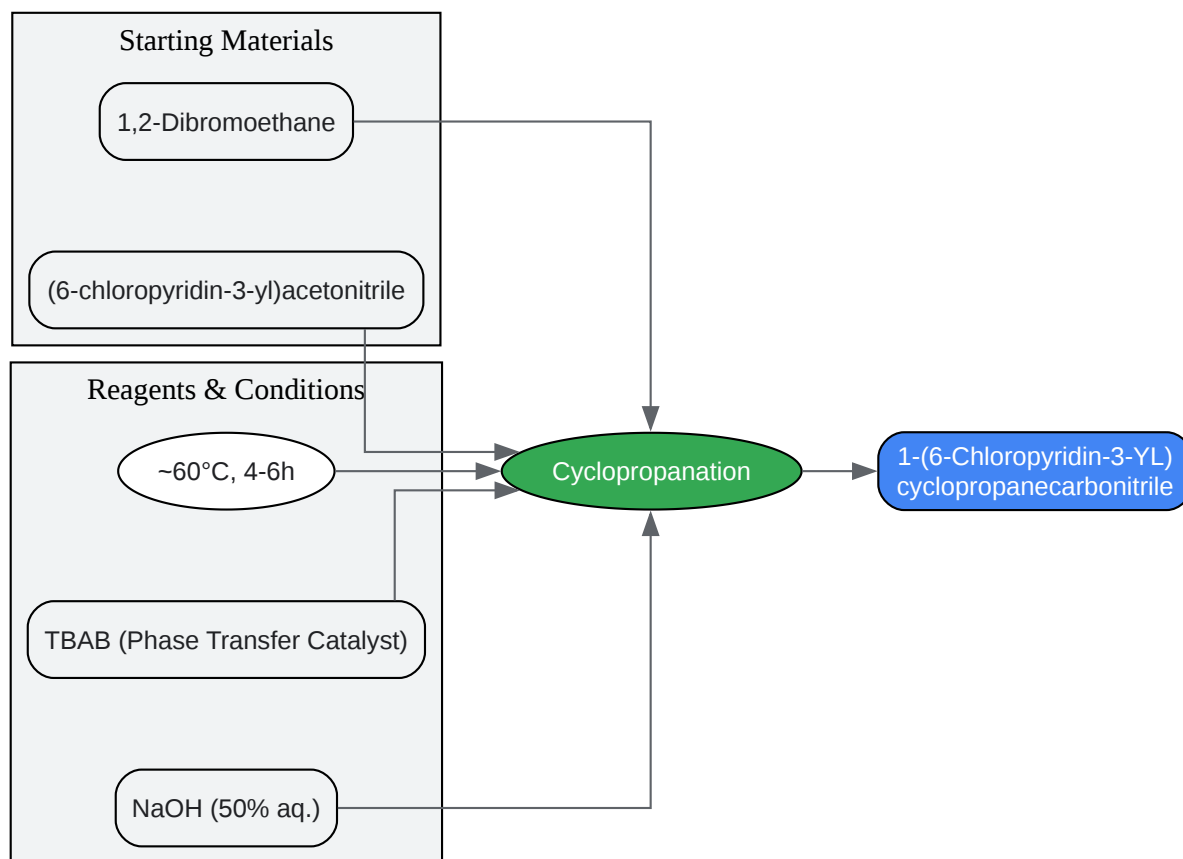 Starting Materials
1,2-Dibromoethane
(6-chloropyridin-3-yl)acetonitrile
Reagents & Conditions
~60°C, 4-6h
TBAB (Phase Transfer Catalyst)
NaOH (50% aq.)
Cyclopropanation
1-(6-Chloropyridin-3-YL)
cyclopropanecarbonitrile